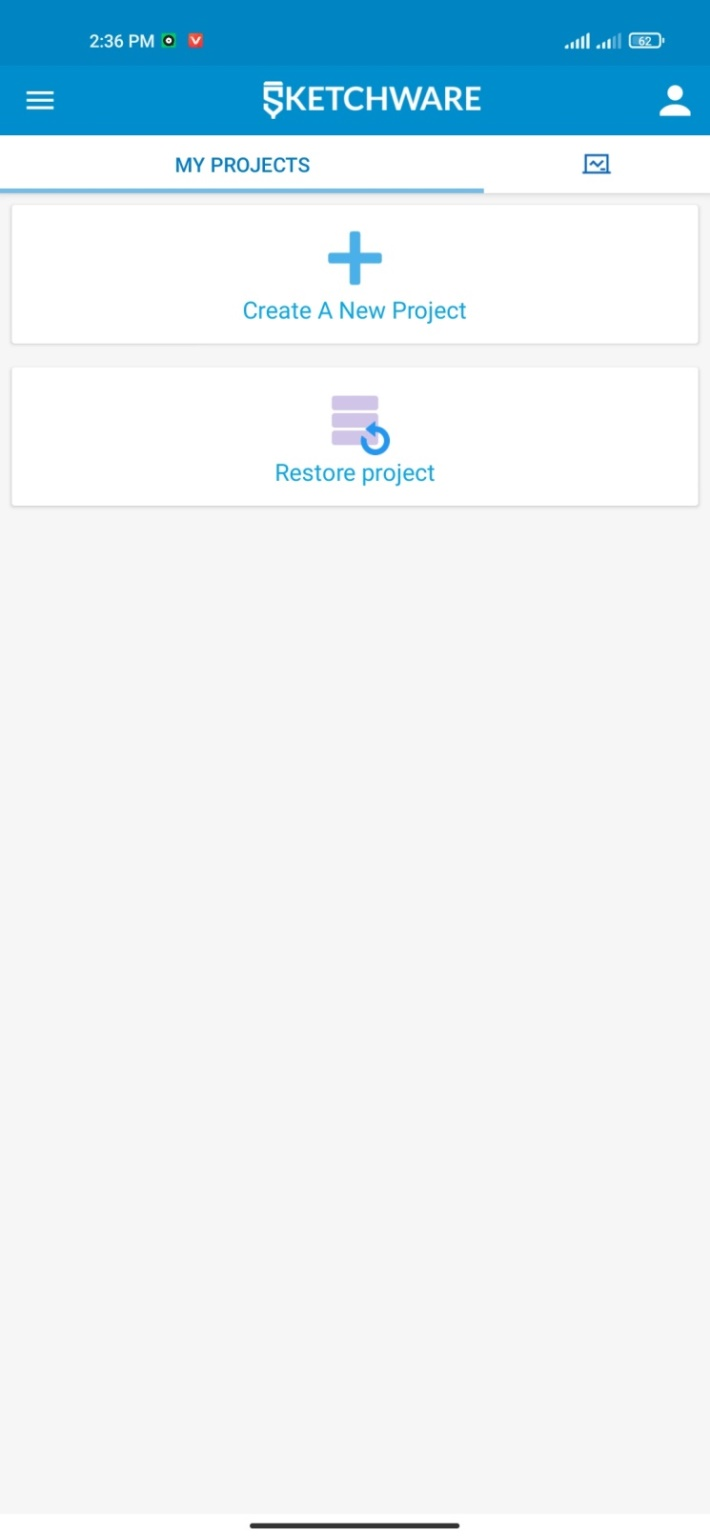 2:36 PM
62
SKETCHWARE
MY PROJECTS
Create A New Project
Restore project